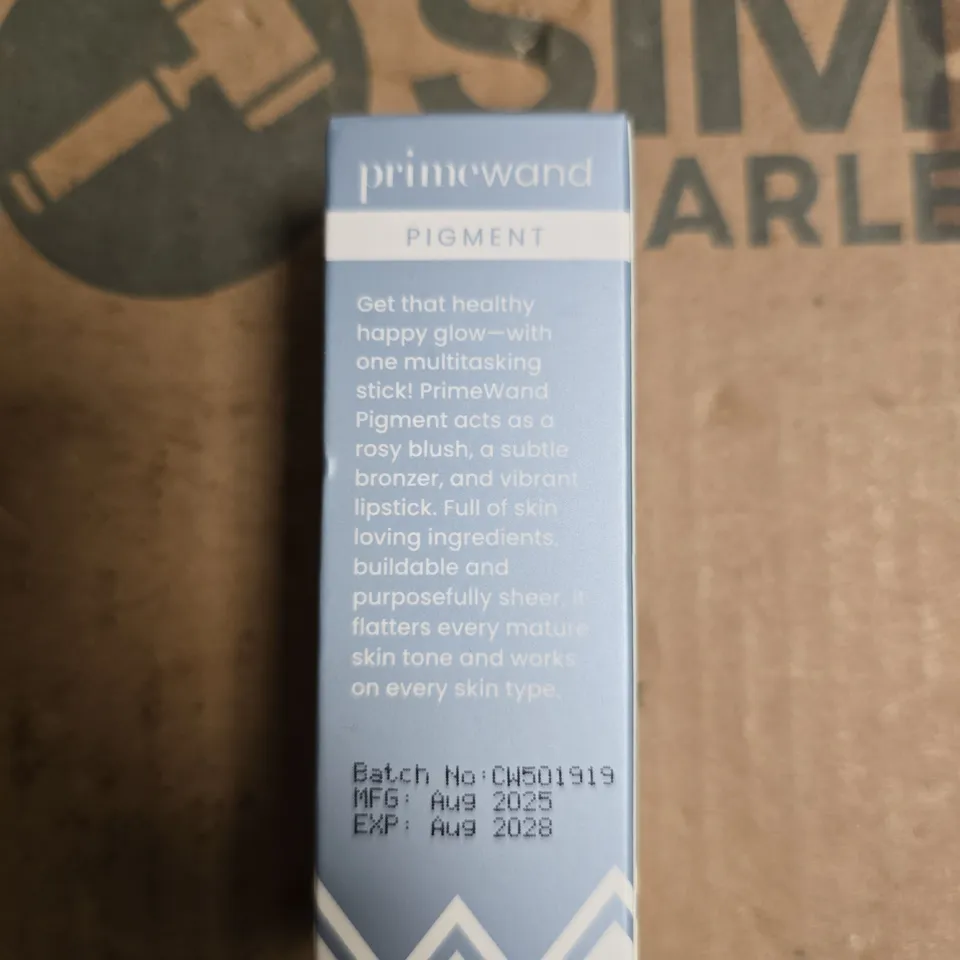 SIM
ARLE
primewand
PIGMENT
Get that healthy
happy glow—with
one multitasking
stick! PrimeWand
Pigment acts as a
rosy blush, a subtle
bronzer, and vibrant
lipstick. Full of skin
loving ingredients,
buildable and
purposefully sheer, it
flatters every mature
skin tone and works
on every skin type.
Batch No:CW501919
MFG: Aug 2025
EXP: Aug 2028